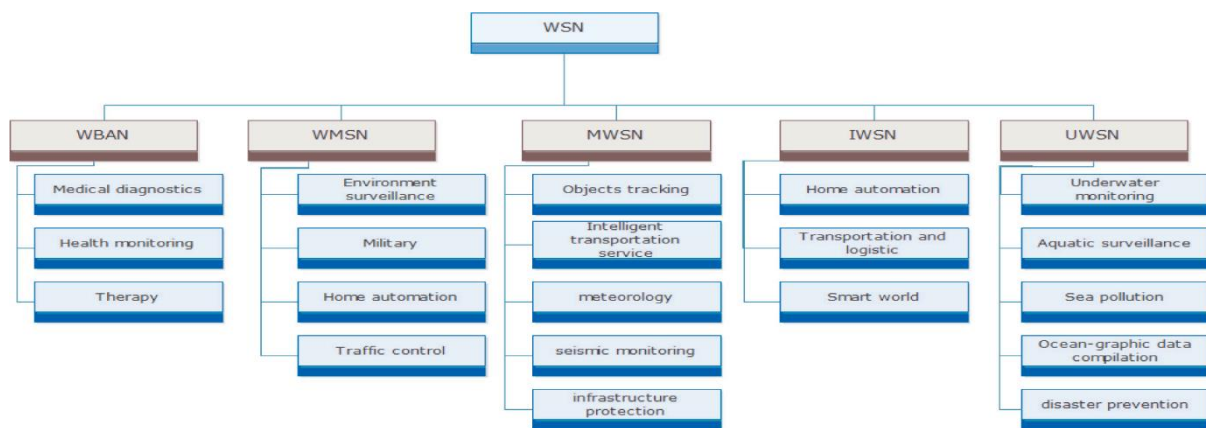 WSN
WBAN
WMSN
MWSN
IWSN
UWSN
Medical diagnostics
Health monitoring
Therapy
Environment
surveillance
Military
Home automation
Traffic control
Objects tracking
Intelligent
transportation
service
meteorology
seismic monitoring
infrastructure
protection
Home automation
Transportation and
logistic
Smart world
Underwater
monitoring
Aquatic surveillance
Sea pollution
Ocean-graphic data
compilation
disaster prevention